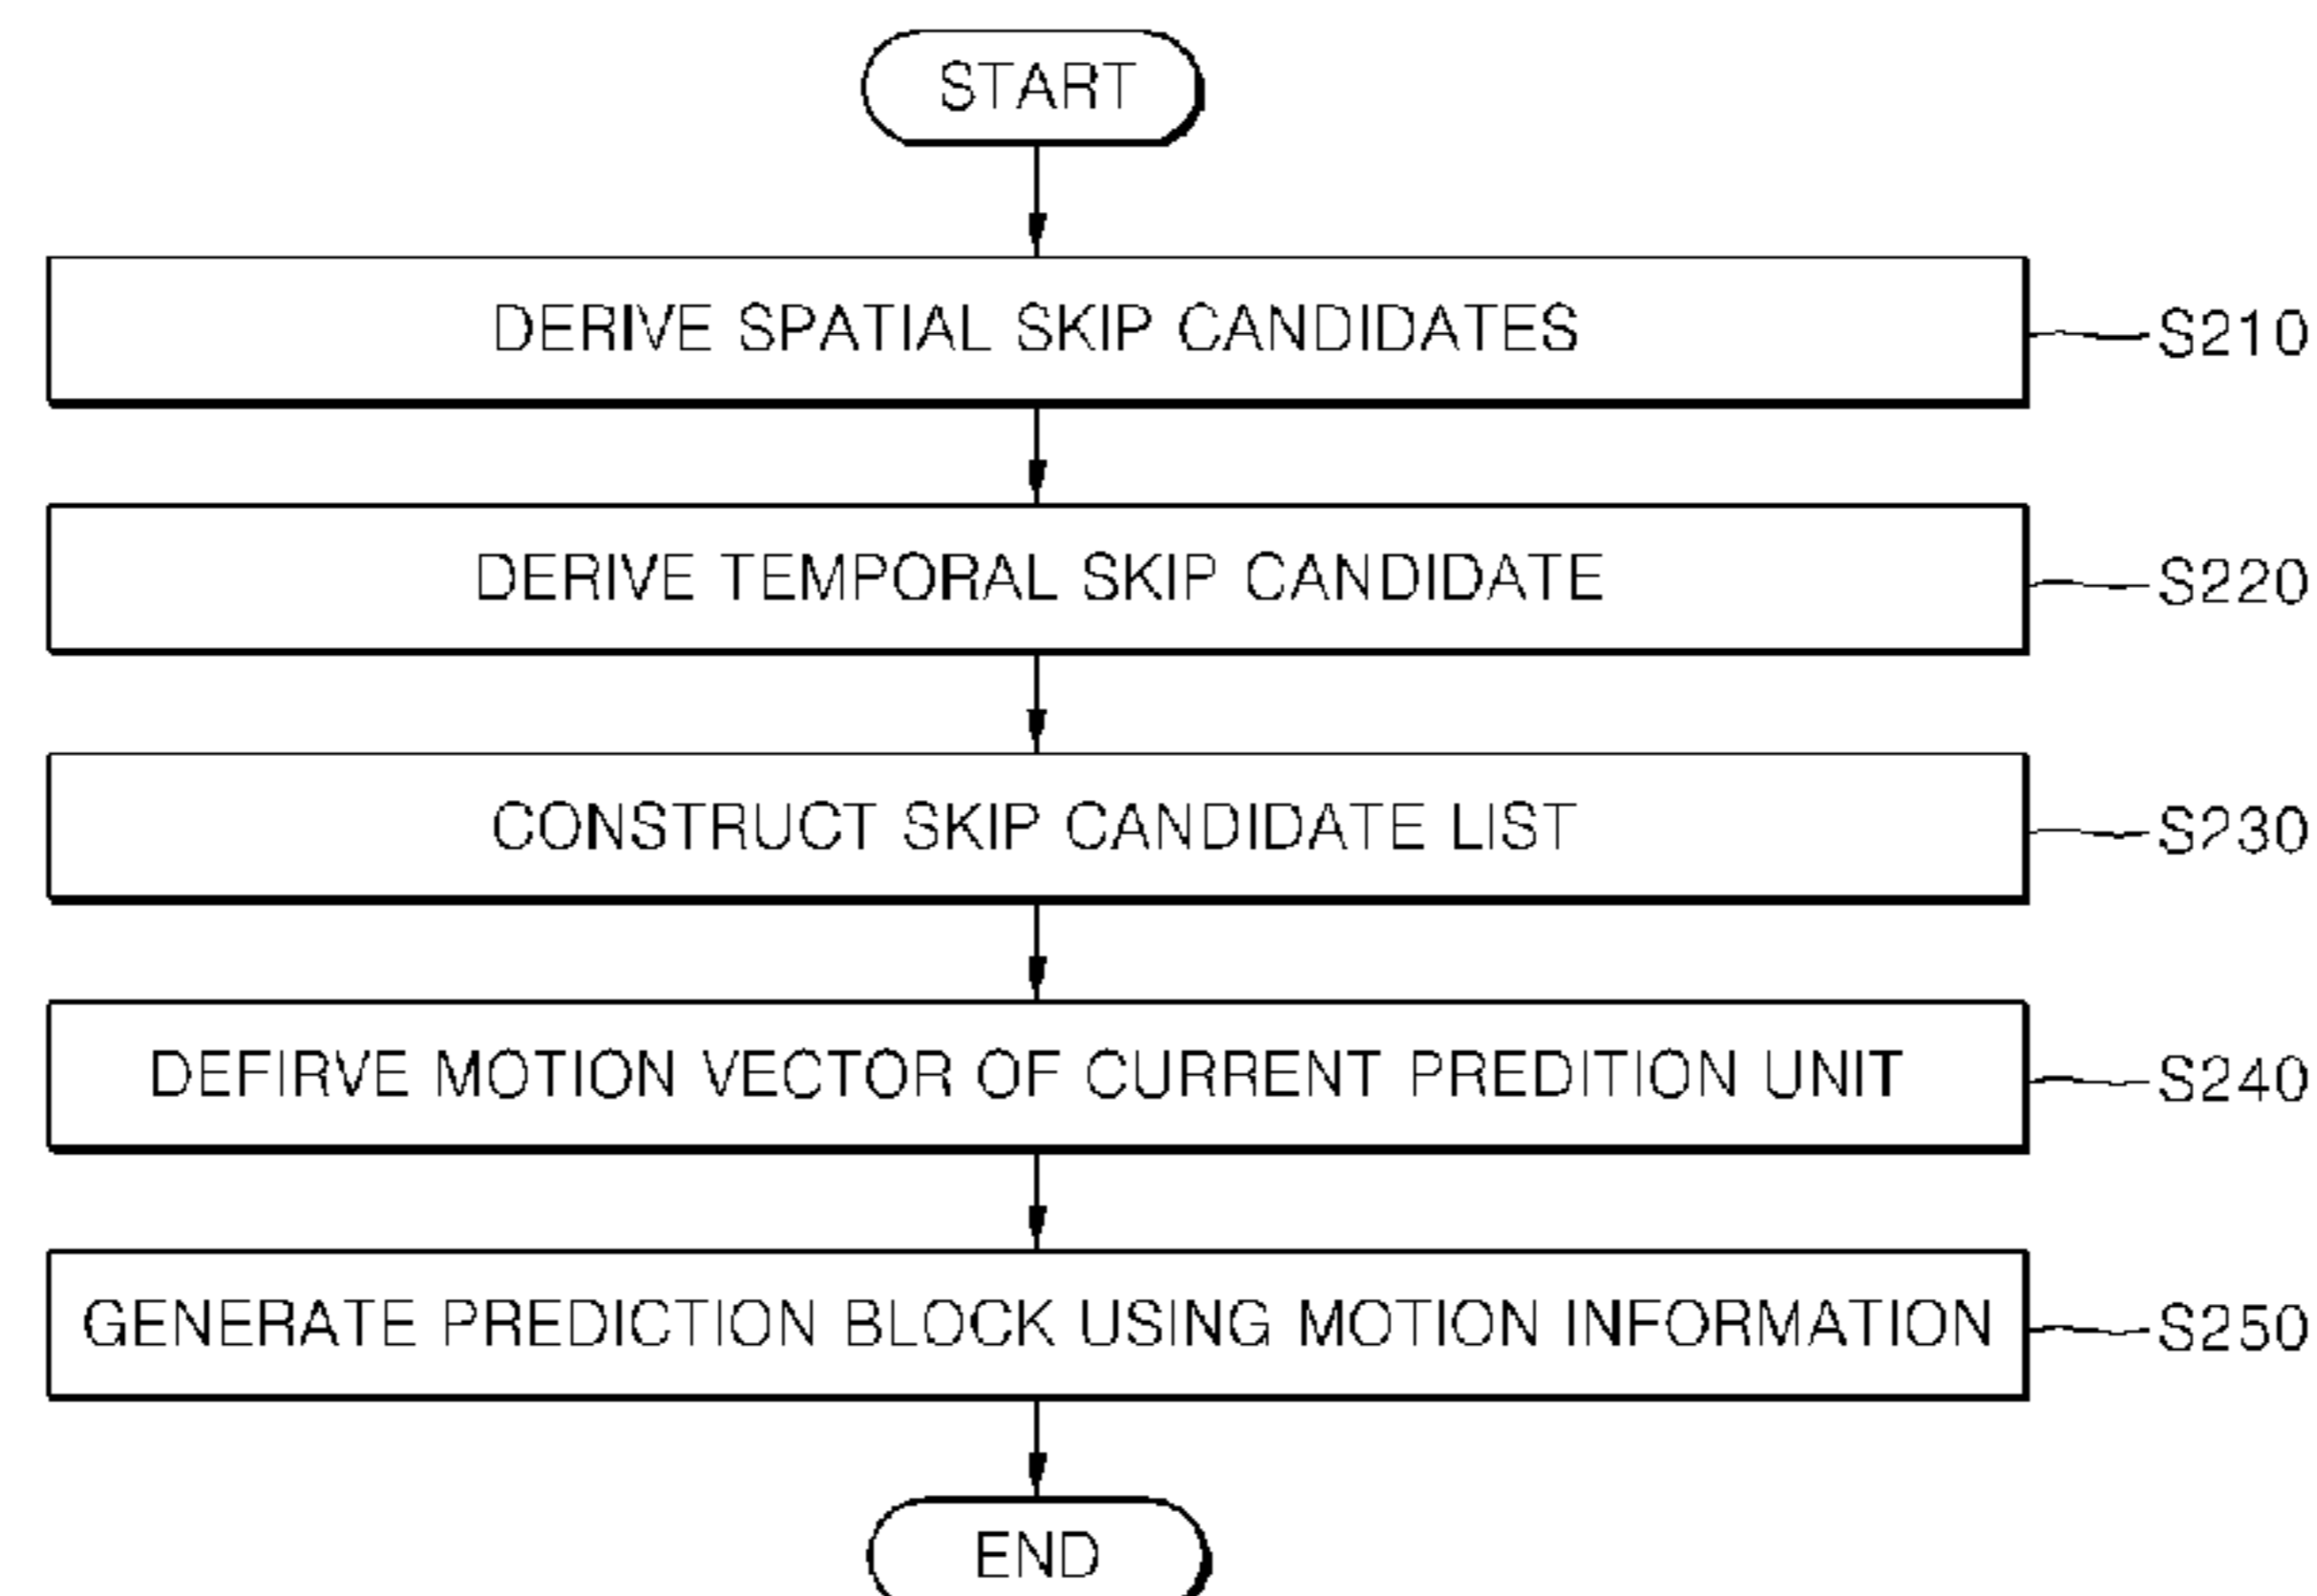 START
DERIVE SPATIAL SKIP CANDIDATES
S210
DERIVE TEMPORAL SKIP CANDIDATE
S220
CONSTRUCT SKIP CANDIDATE LIST
S230
DEFIRVE MOTION VECTOR OF CURRENT PREDITION UNIT
S240
GENERATE PREDICTION BLOCK USING MOTION INFORMATION
S250
END